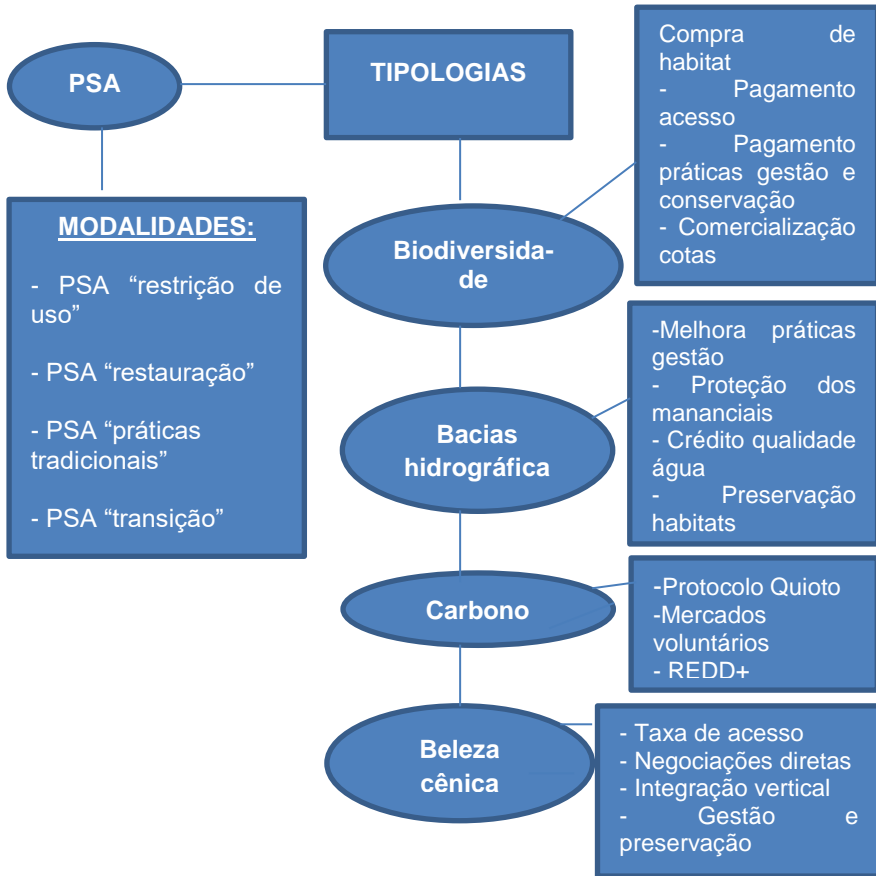 PSA
TIPOLOGIAS
Compra de
habitat
- Pagamento
acesso
- Pagamento
práticas gestão e
conservação
- Comercialização
cotas
MODALIDADES:
- PSA “restrição de
uso”
- PSA “restauração”
- PSA “práticas
tradicionais”
- PSA “transição”
Biodiversida-
de
-Melhora práticas
gestão
- Proteção dos
mananciais
- Crédito qualidade
água
- Preservação
habitats
Bacias
hidrográfica
Carbono
-Protocolo Quioto
-Mercados
voluntários
- REDD+
Beleza
cênica
- Taxa de acesso
- Negociações diretas
- Integração vertical
- Gestão e
preservação